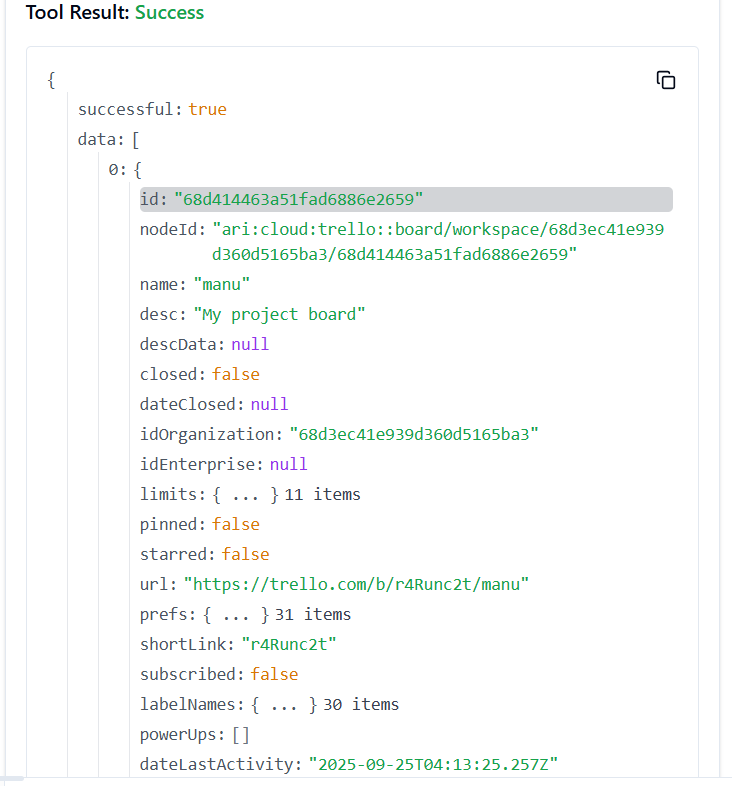 Tool Result: Success
{
successful: true
data: [
0: {
id: "68d414463a51fad6886e2659"
nodeId: "ari:cloud:trello::board/workspace/68d3ec41e939
d360d5165ba3/68d414463a51fad6886e2659"
name: "manu"
desc: "My project board"
descData: null
closed: false
dateClosed: null
idOrganization: "68d3ec41e939d360d5165ba3"
idEnterprise: null
limits: { ... } 11 items
pinned: false
starred: false
url: "https://trello.com/b/r4Runc2t/manu"
prefs: { ... } 31 items
shortLink: "r4Runc2t"
subscribed: false
labelNames: { ... } 30 items
powerUps: []
dateLastActivity: "2025-09-25T04:13:25.257Z"